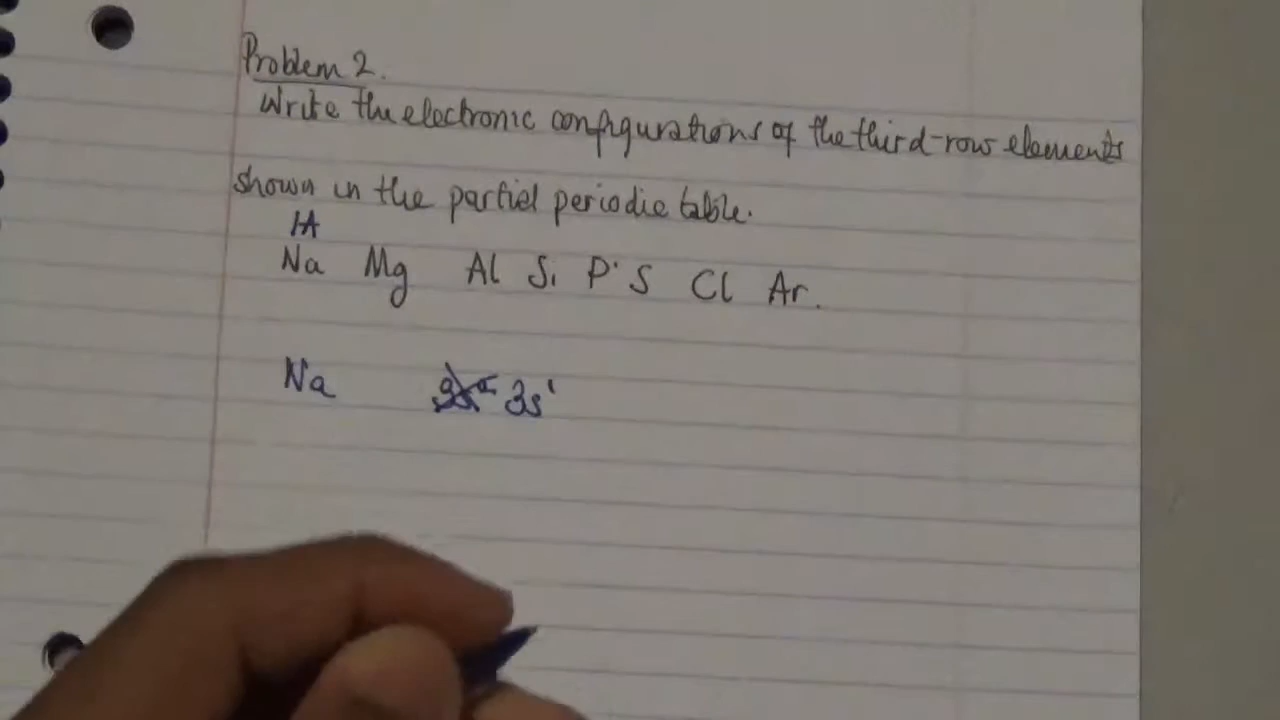 Problem 2.
Write the electronic configurations of the third-row elements
shown in the partial periodic table.
IA
Na Mg Al Si P S Cl Ar.
Na 3s¹